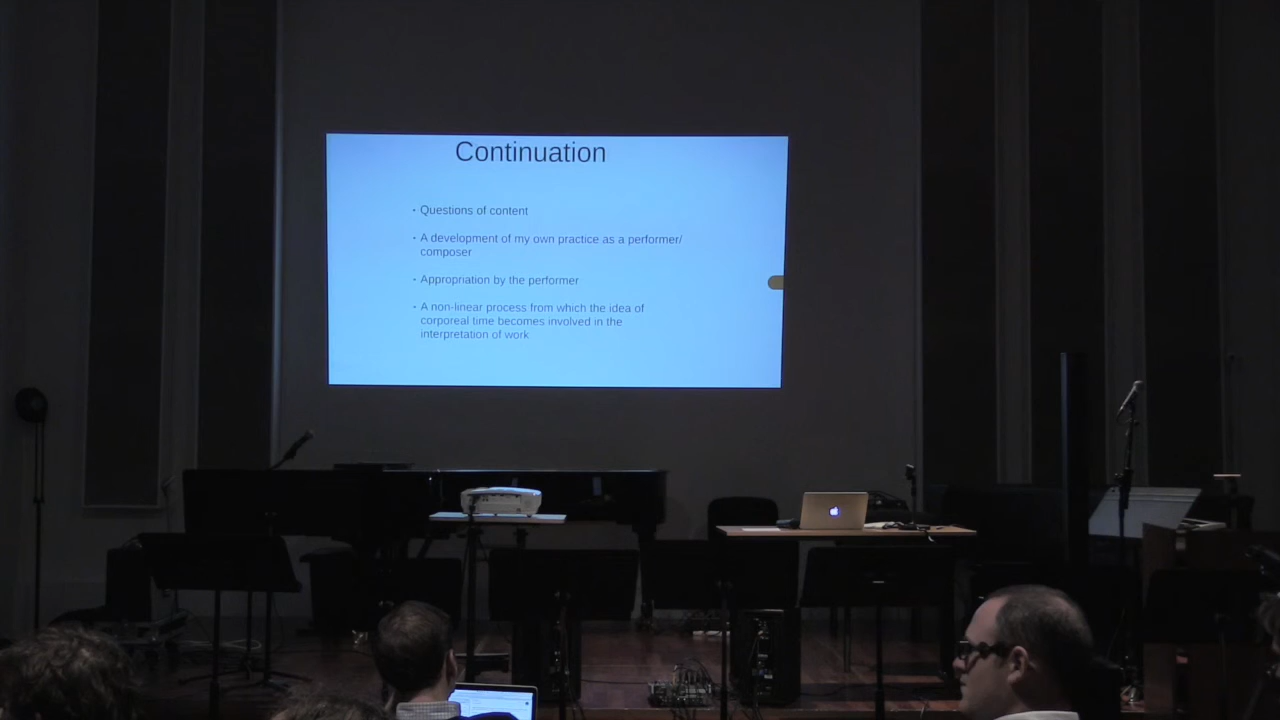 Continuation
· Questions of content
· A development of my own practice as a performer/
composer
· Appropriation by the performer
· A non-linear process from which the idea of
corporeal time becomes involved in the
interpretation of work